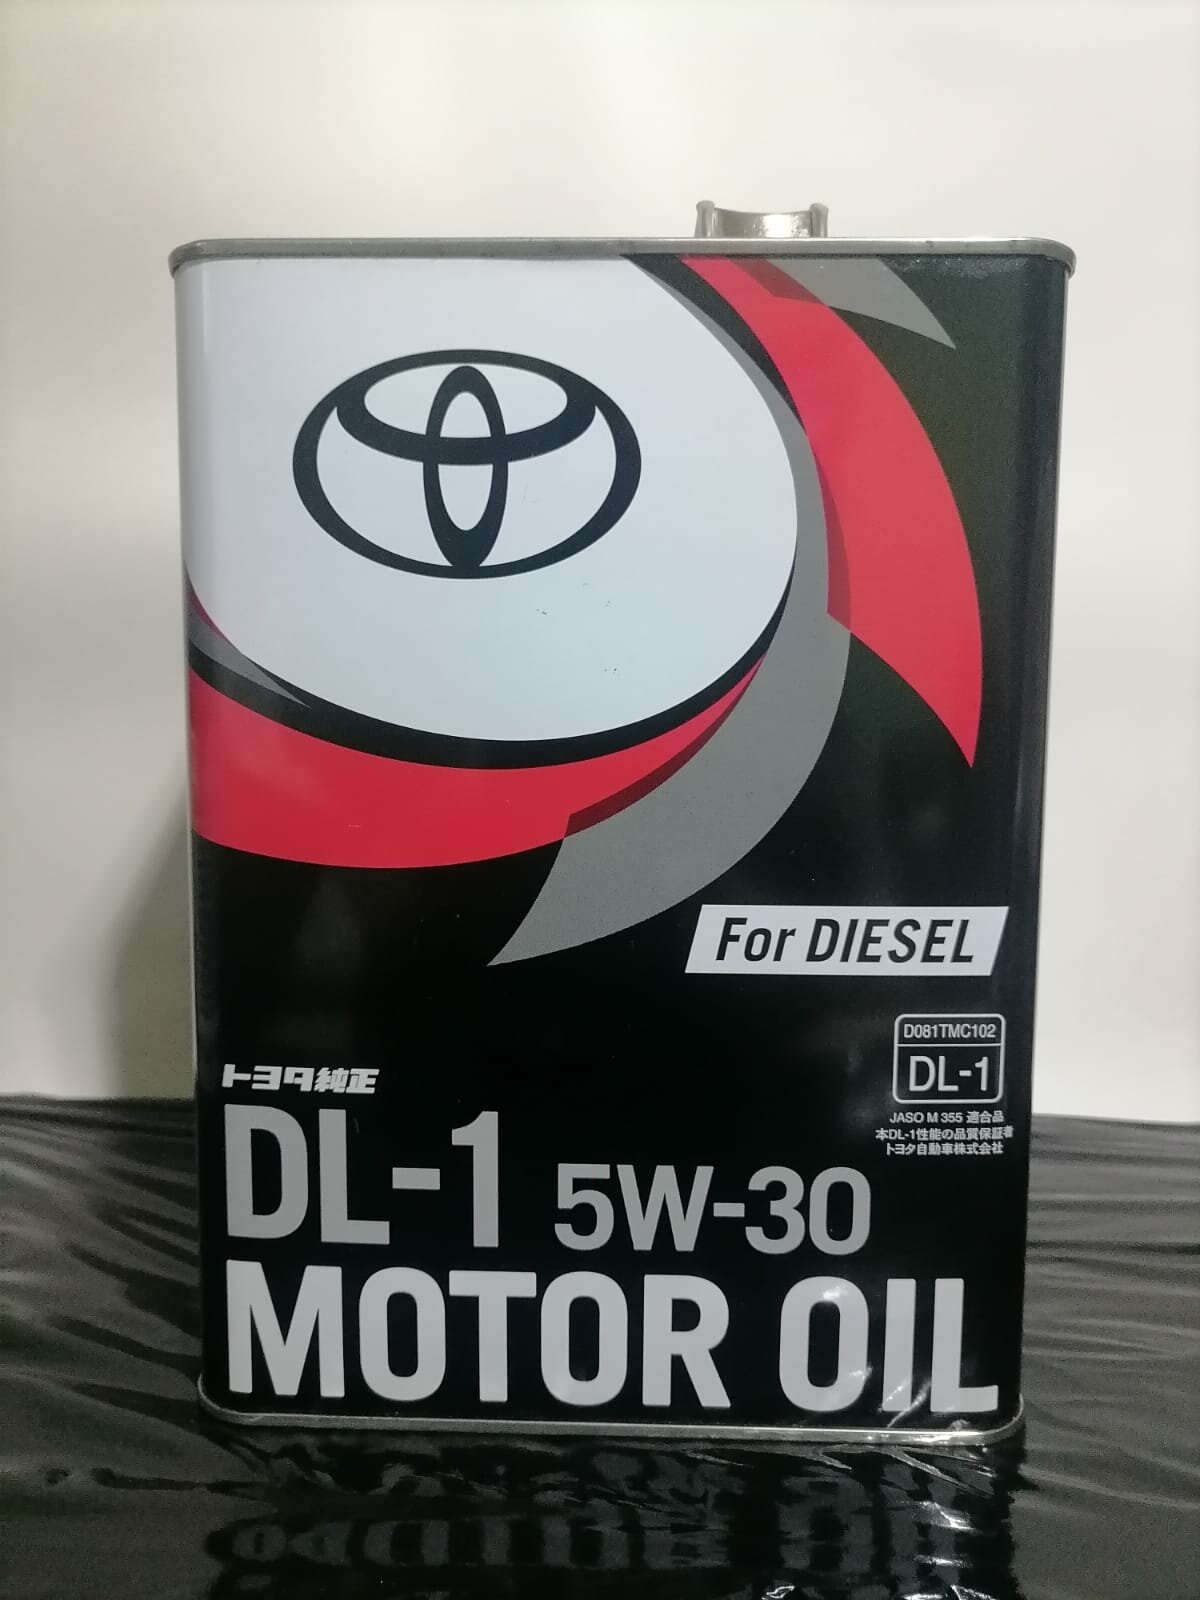 For DIESEL
D081TMC102
DL-1
JASO M 355 適合品
本DL-1性能の品質保証者
トヨタ自動車株式会社
トヨタ純正
DL-1 5W-30
MOTOR OIL